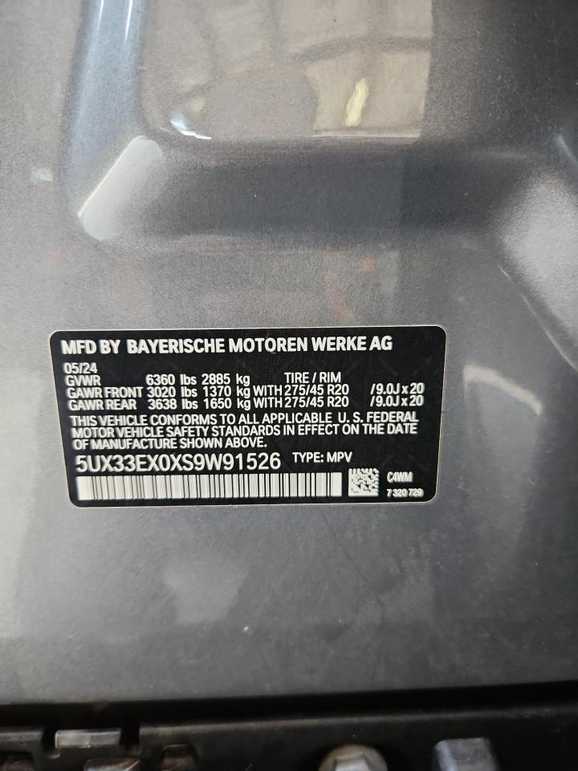 MFD BY BAYERISCHE MOTOREN WERKE AG
05/24
GVWR 6360 lbs 2885 kg TIRE / RIM
GAWR FRONT 3020 lbs 1370 kg WITH 275/45 R20 /9.0J x 20
GAWR REAR 3638 lbs 1650 kg WITH 275/45 R20 /9.0J x 20
THIS VEHICLE CONFORMS TO ALL APPLICABLE U. S. FEDERAL
MOTOR VEHICLE SAFETY STANDARDS IN EFFECT ON THE DATE
OF MANUFACTURE SHOWN ABOVE.
5UX33EX0XS9W91526 TYPE: MPV
C4WM
7 320 729